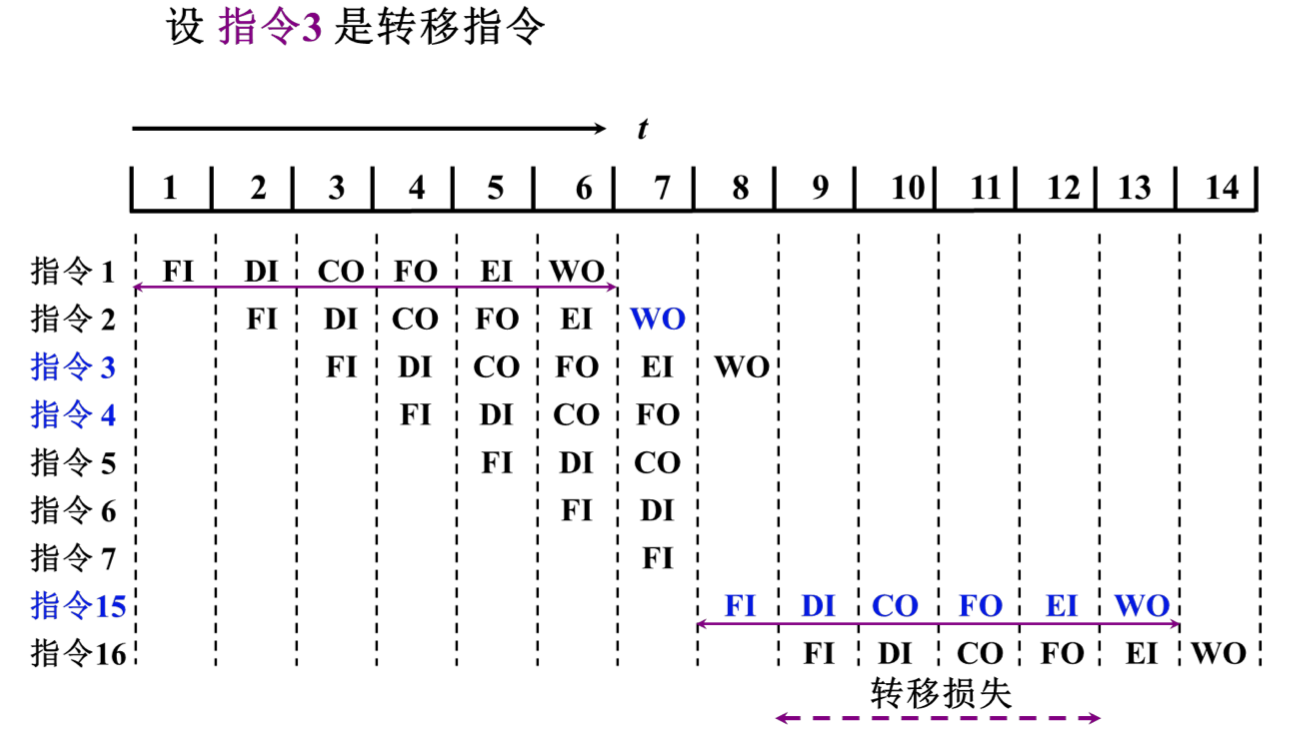 设 指令3 是转移指令
t
1 2 3 4 5 6 7 8 9 10 11 12 13 14
指令 1 FI DI CO FO EI WO
指令 2 FI DI CO FO EI WO
指令 3 FI DI CO FO EI WO
指令 4 FI DI CO FO
指令 5 FI DI CO
指令 6 FI DI
指令 7 FI
指令15 FI DI CO FO EI WO
指令16 FI DI CO FO EI WO
转移损失